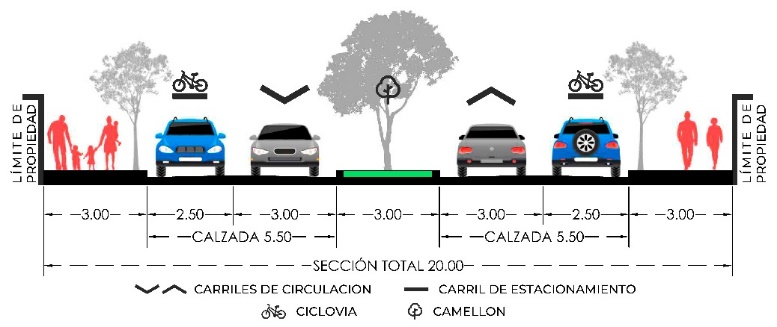 LÍMITE DE
PROPIEDAD
LÍMITE DE
PROPIEDAD
3.00 2.50 3.00 3.00 3.00 2.50 3.00
CALZADA 5.50 CALZADA 5.50
SECCIÓN TOTAL 20.00
CARRILES DE CIRCULACION CARRIL DE ESTACIONAMIENTO
CICLOVIA CAMELLON